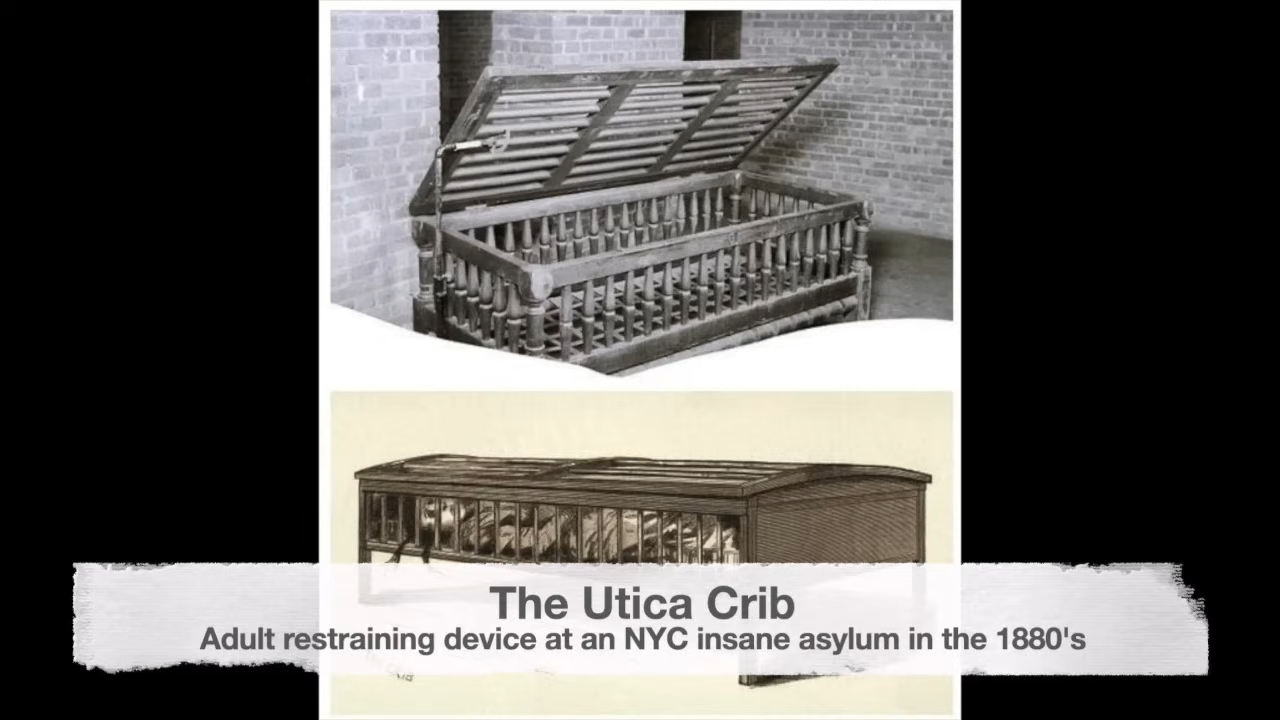 The Utica Crib
Adult restraining device at an NYC insane asylum in the 1880's